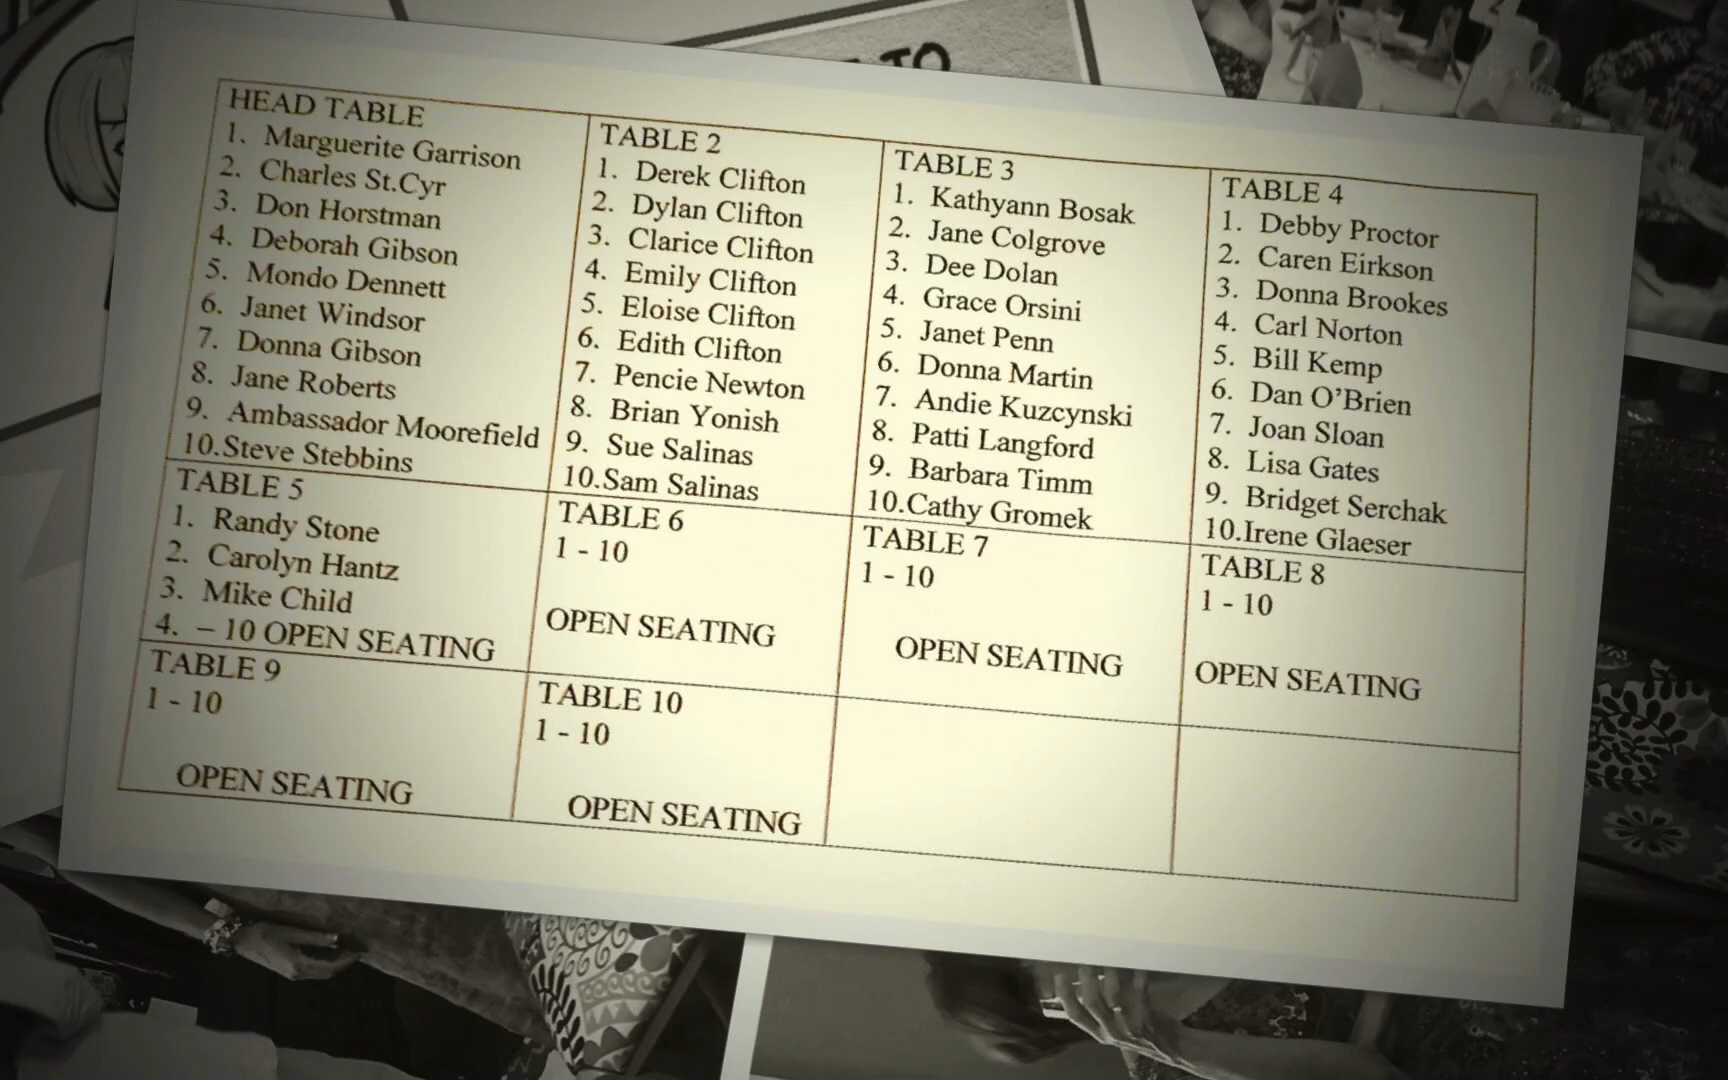 TO
HEAD TABLE
1. Marguerite Garrison
2. Charles St.Cyr
3. Don Horstman
4. Deborah Gibson
5. Mondo Dennett
6. Janet Windsor
7. Donna Gibson
8. Jane Roberts
9. Ambassador Moorefield
10.Steve Stebbins
TABLE 2
1. Derek Clifton
2. Dylan Clifton
3. Clarice Clifton
4. Emily Clifton
5. Eloise Clifton
6. Edith Clifton
7. Pencie Newton
8. Brian Yonish
9. Sue Salinas
10.Sam Salinas
TABLE 3
1. Kathyann Bosak
2. Jane Colgrove
3. Dee Dolan
4. Grace Orsini
5. Janet Penn
6. Donna Martin
7. Andie Kuzcynski
8. Patti Langford
9. Barbara Timm
10.Cathy Gromek
TABLE 4
1. Debby Proctor
2. Caren Eirkson
3. Donna Brookes
4. Carl Norton
5. Bill Kemp
6. Dan O'Brien
7. Joan Sloan
8. Lisa Gates
9. Bridget Serchak
10.Irene Glaeser
TABLE 5
1. Randy Stone
2. Carolyn Hantz
3. Mike Child
4. – 10 OPEN SEATING
TABLE 6
1 - 10
OPEN SEATING
TABLE 7
1 - 10
OPEN SEATING
TABLE 8
1 - 10
OPEN SEATING
TABLE 9
1 - 10
OPEN SEATING
TABLE 10
1 - 10
OPEN SEATING